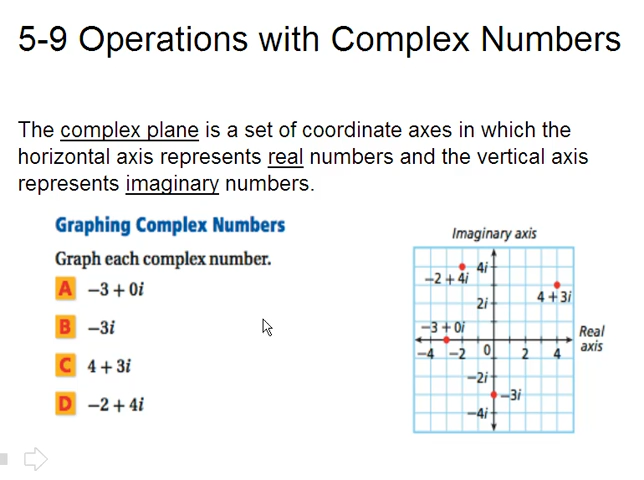 5-9 Operations with Complex Numbers
The complex plane is a set of coordinate axes in which the
horizontal axis represents real numbers and the vertical axis
represents imaginary numbers.
Graphing Complex Numbers
Graph each complex number.
A −3 + 0i
B −3i
C 4 + 3i
D −2 + 4i
Imaginary axis
4i
−2 + 4i
4 + 3i
2i
−3 + 0i
Real
axis
−4 −2 0 2 4
−2i
−3i
−4i